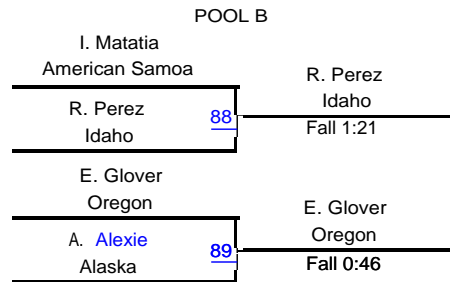 POOL B
I. Matatia
American Samoa
R. Perez
Idaho
88
R. Perez
Idaho
Fall 1:21
E. Glover
Oregon
A. Alexie
Alaska
89
E. Glover
Oregon
Fall 0:46